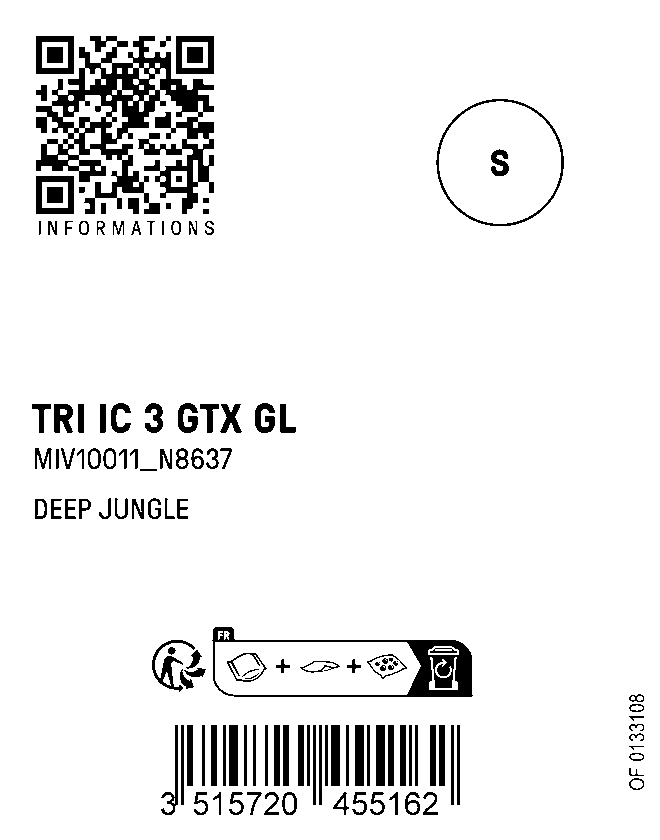 INFORMATIONS
S
TRI IC 3 GTX GL
MIV10011_N8637
DEEP JUNGLE
FR
+ +
3 515720 455162
OF 0133108